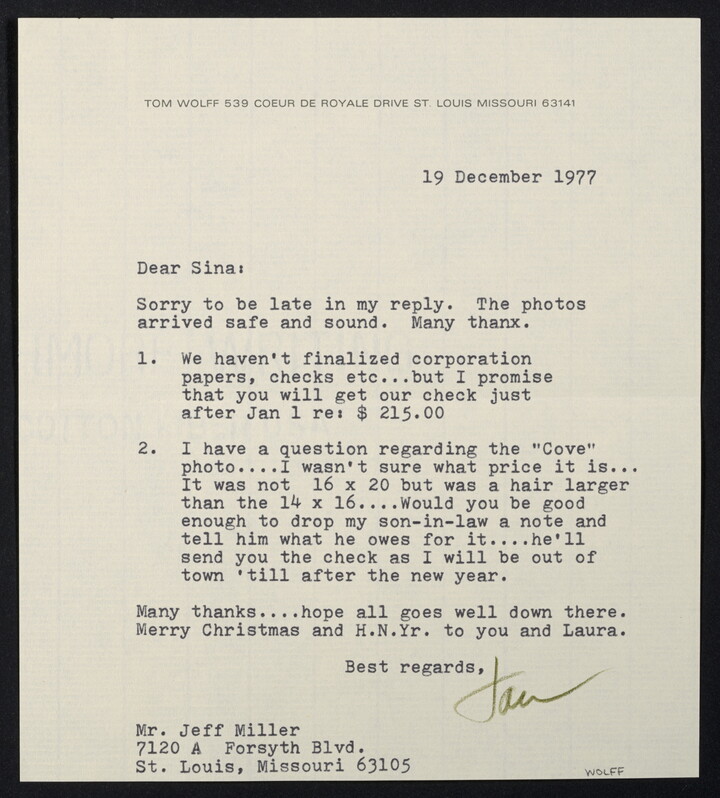 TOM WOLFF 539 COEUR DE ROYALE DRIVE ST. LOUIS MISSOURI 63141
19 December 1977
Dear Sina:
Sorry to be late in my reply.  The photos
arrived safe and sound.  Many thanx.
1.  We haven't finalized corporation
papers, checks etc...but I promise
that you will get our check just
after Jan 1 re: $ 215.00
2.  I have a question regarding the "Cove"
photo....I wasn't sure what price it is...
It was not  16 x 20 but was a hair larger
than the 14 x 16....Would you be good
enough to drop my son-in-law a note and
tell him what he owes for it....he'll
send you the check as I will be out of
town 'till after the new year.
Many thanks....hope all goes well down there.
Merry Christmas and H.N.Yr. to you and Laura.
Best regards,
Tom
Mr. Jeff Miller
7120 A  Forsyth Blvd.
St. Louis, Missouri 63105
WOLFF